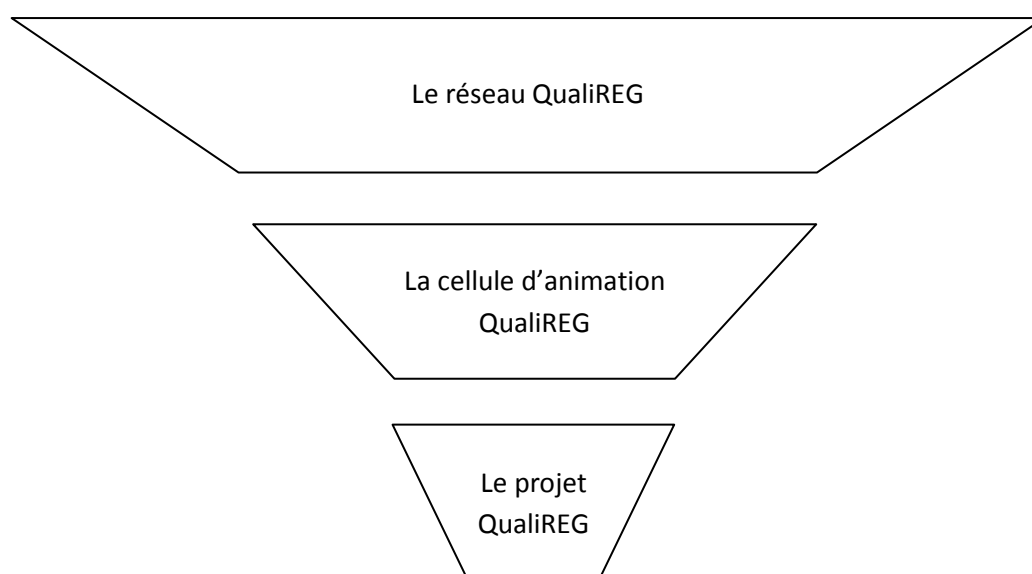 Le réseau QualiREG
La cellule d’animation
QualiREG
Le projet
QualiREG